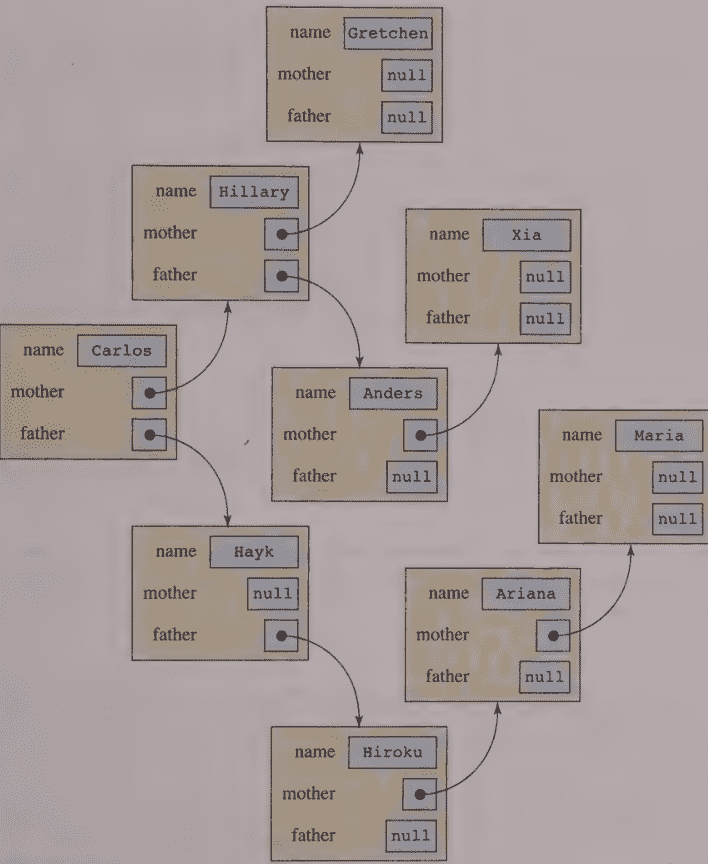 name Gretchen
mother null
father null
name Hillary
mother
father
name Xia
mother null
father null
name Carlos
mother
father
name Anders
mother
father null
name Maria
mother null
father null
name Hayk
mother null
father
name Ariana
mother
father null
name Hiroku
mother
father null